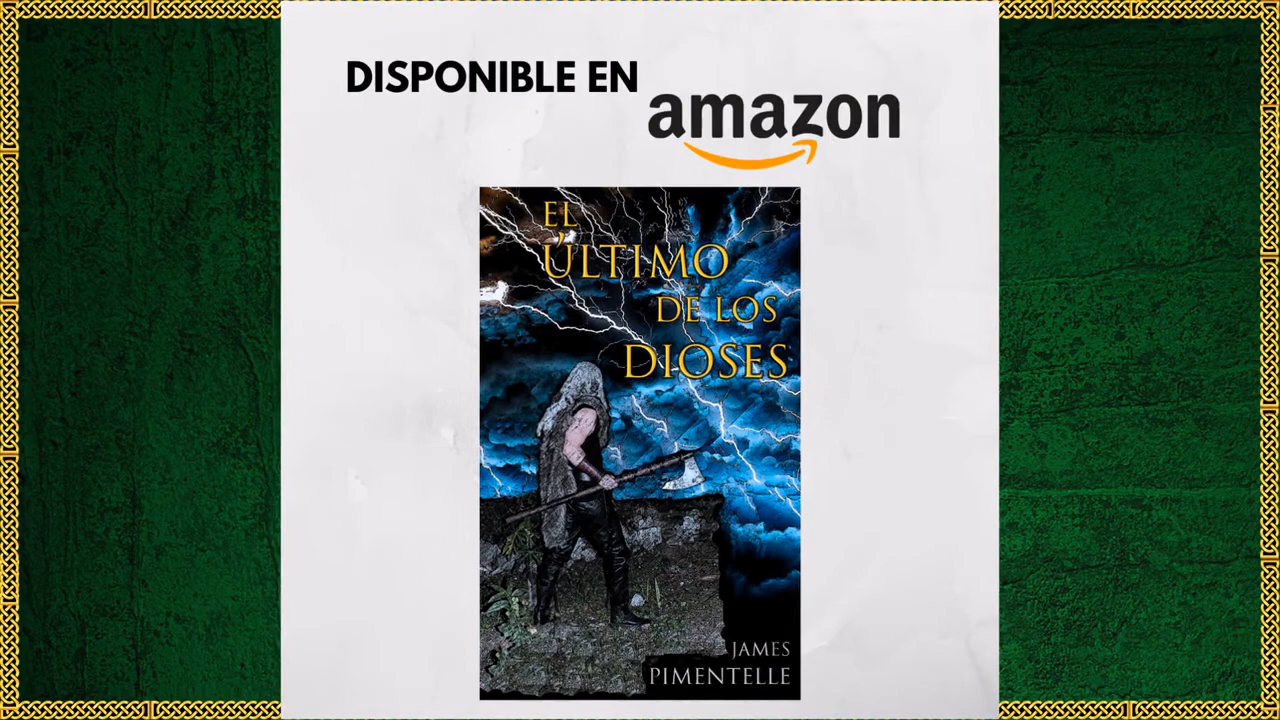 DISPONIBLE EN
amazon
EL
ÚLTIMO
DE LOS
DIOSES
JAMES
PIMENTELLE